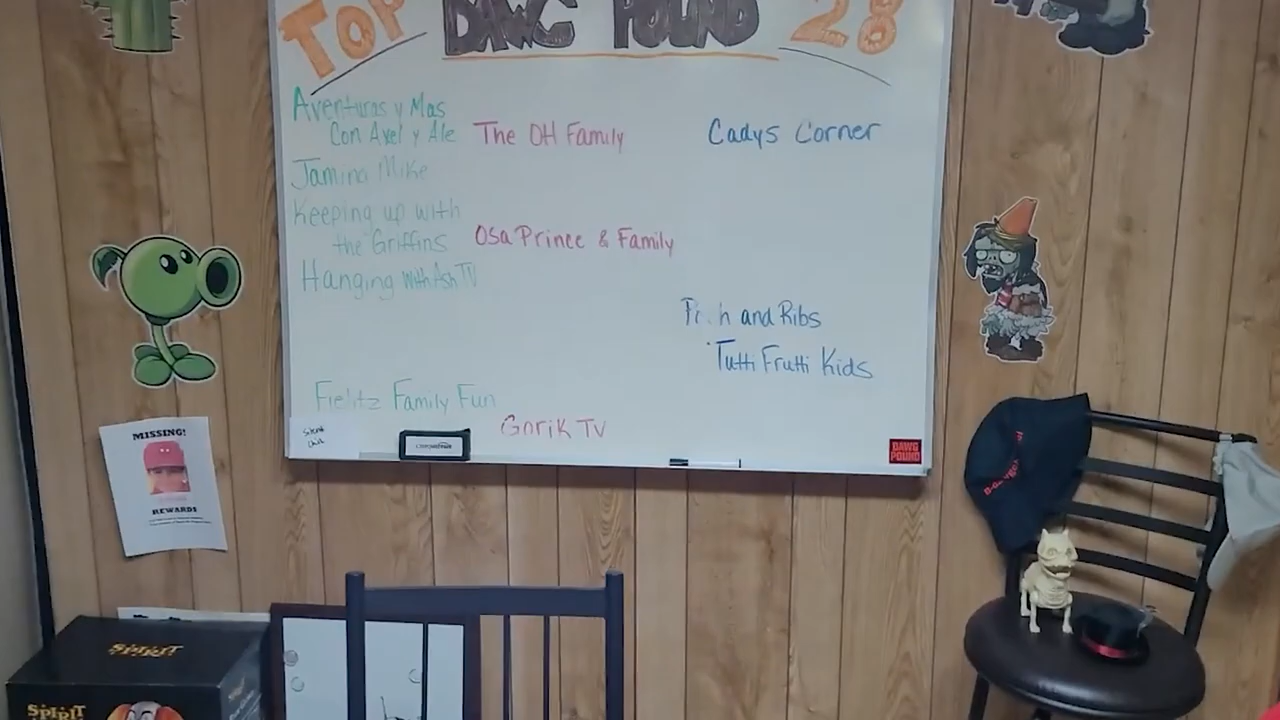 TOP DAWG POUND 28
Aventuras y Mas
Con Axel y Ale
The OH Family
Cadys Corner
Jamina Mike
Keeping up with
the Griffins
Osa Prince & Family
Hanging With Ash TV
and Ribs
Tutti Frutti Kids
Fielitz Family Fun
Gorik TV
DAWG
POUND
MISSING!
REWARDS
SPIRIT
SPIRIT